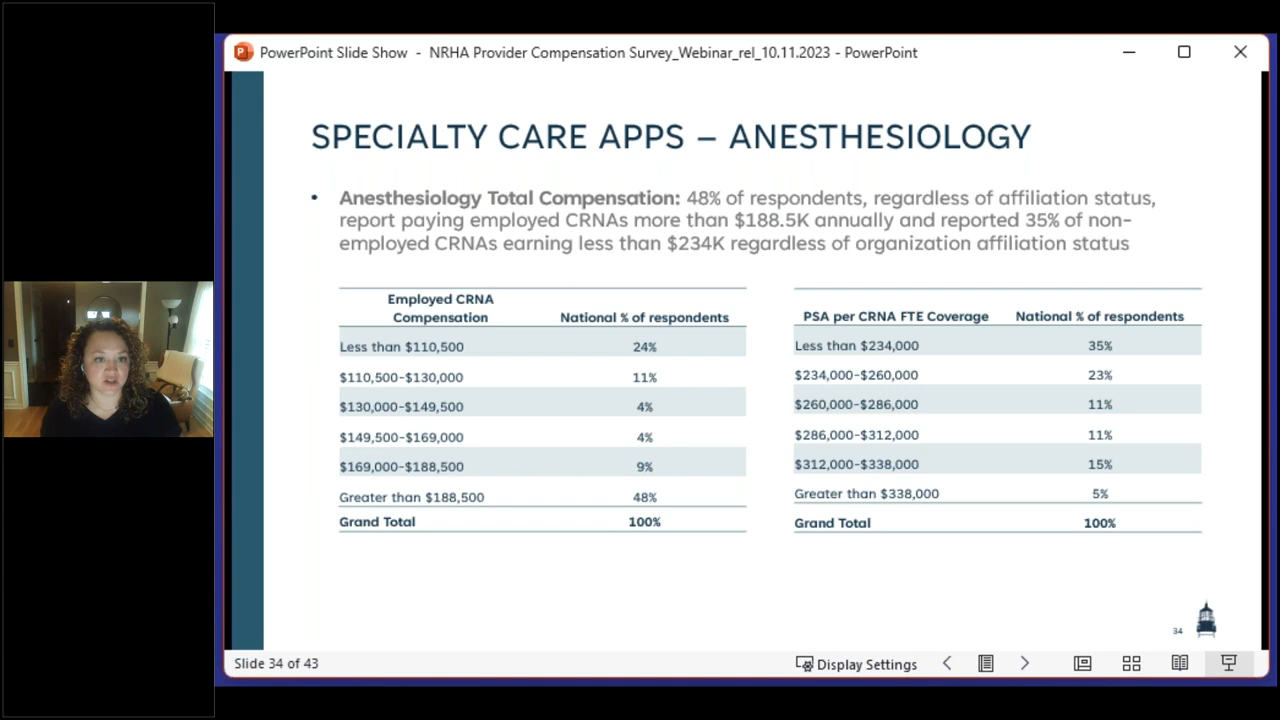 PowerPoint Slide Show - NRHA Provider Compensation Survey_Webinar_rel_10.11.2023 - PowerPoint
SPECIALTY CARE APPS – ANESTHESIOLOGY
• Anesthesiology Total Compensation: 48% of respondents, regardless of affiliation status,
report paying employed CRNAs more than $188.5K annually and reported 35% of non-
employed CRNAs earning less than $234K regardless of organization affiliation status
Employed CRNA
Compensation National % of respondents
Less than $110,500 24%
$110,500-$130,000 11%
$130,000-$149,500 4%
$149,500-$169,000 4%
$169,000-$188,500 9%
Greater than $188,500 48%
Grand Total 100%
PSA per CRNA FTE Coverage National % of respondents
Less than $234,000 35%
$234,000-$260,000 23%
$260,000-$286,000 11%
$286,000-$312,000 11%
$312,000-$338,000 15%
Greater than $338,000 5%
Grand Total 100%
34
Slide 34 of 43
Display Settings